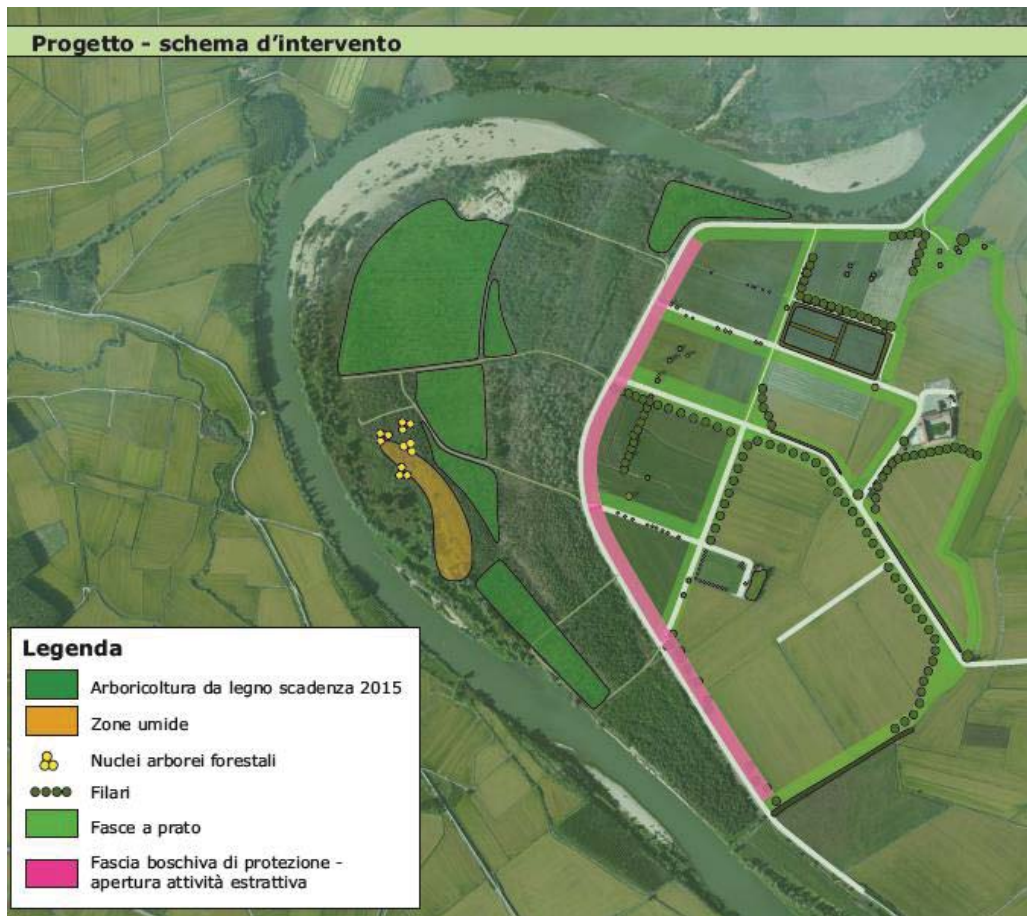 Progetto - schema d'intervento
Legenda
Arboricoltura da legno scadenza 2015
Zone umide
Nuclei arborei forestali
Filari
Fasce a prato
Fascia boschiva di protezione -
apertura attività estrattiva